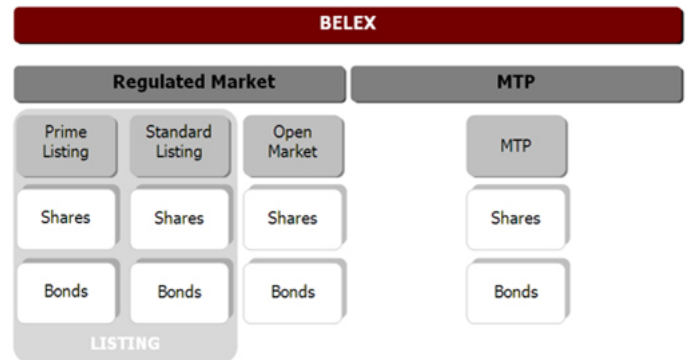 BELEX
Regulated Market
MTP
Prime
Listing
Standard
Listing
Open
Market
MTP
Shares
Shares
Shares
Shares
Bonds
Bonds
Bonds
Bonds
LISTING